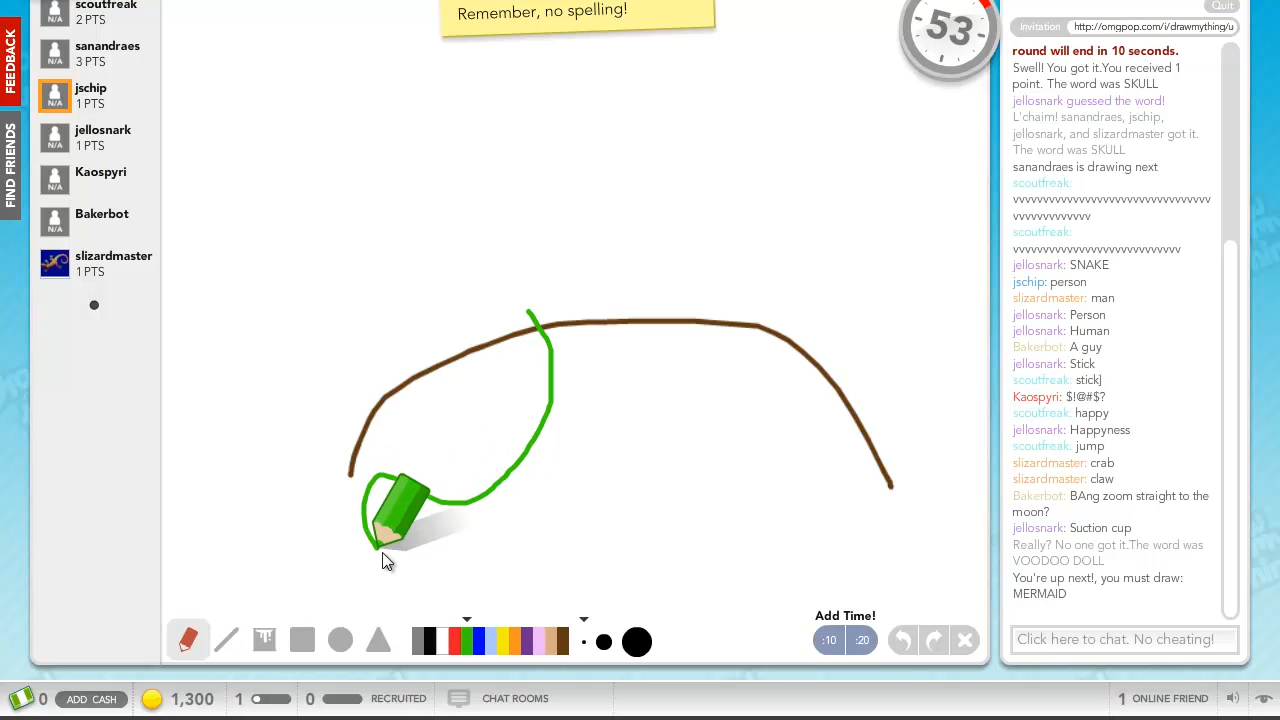 FEEDBACK
FIND FRIENDS
scoutfreak
2 PTS
N/A
sanandraes
3 PTS
N/A
jschip
1 PTS
N/A
jellosnark
1 PTS
N/A
Kaospyri
N/A
Bakerbot
N/A
slizardmaster
1 PTS
Remember, no spelling!
53
Quit
Invitation http://omgpop.com/i/drawmything/u
round will end in 10 seconds.
Swell! You got it.You received 1
point. The word was SKULL
jellosnark guessed the word!
L'chaim! sanandraes, jschip,
jellosnark, and slizardmaster got it.
The word was SKULL
sanandraes is drawing next
scoutfreak:
vvvvvvvvvvvvvvvvvvvvvvvvvvvvvvvvv
vvvvvvvvvvvvv
scoutfreak:
vvvvvvvvvvvvvvvvvvvvvvvvvvvv
jellosnark: SNAKE
jschip: person
slizardmaster: man
jellosnark: Person
jellosnark: Human
Bakerbot: A guy
jellosnark: Stick
scoutfreak: stick]
Kaospyri: $!@#$?
scoutfreak: happy
jellosnark: Happyness
scoutfreak: jump
slizardmaster: crab
slizardmaster: claw
Bakerbot: BAng zoom straight to the
moon?
jellosnark: Suction cup
Really? No one got it.The word was
VOODOO DOLL
You're up next!, you must draw:
MERMAID
Click here to chat. No cheating!
Add Time!
:10 :20
0 ADD CASH 1,300 1 0 RECRUITED CHAT ROOMS 1 ONLINE FRIEND